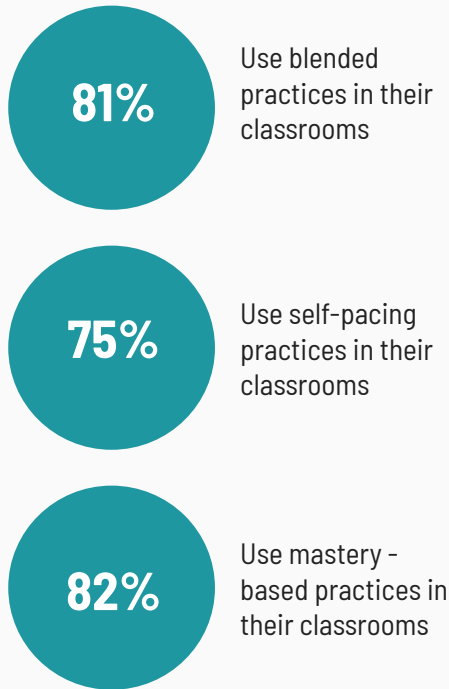 81%
Use blended
practices in their
classrooms
75%
Use self-pacing
practices in their
classrooms
82%
Use mastery -
based practices in
their classrooms